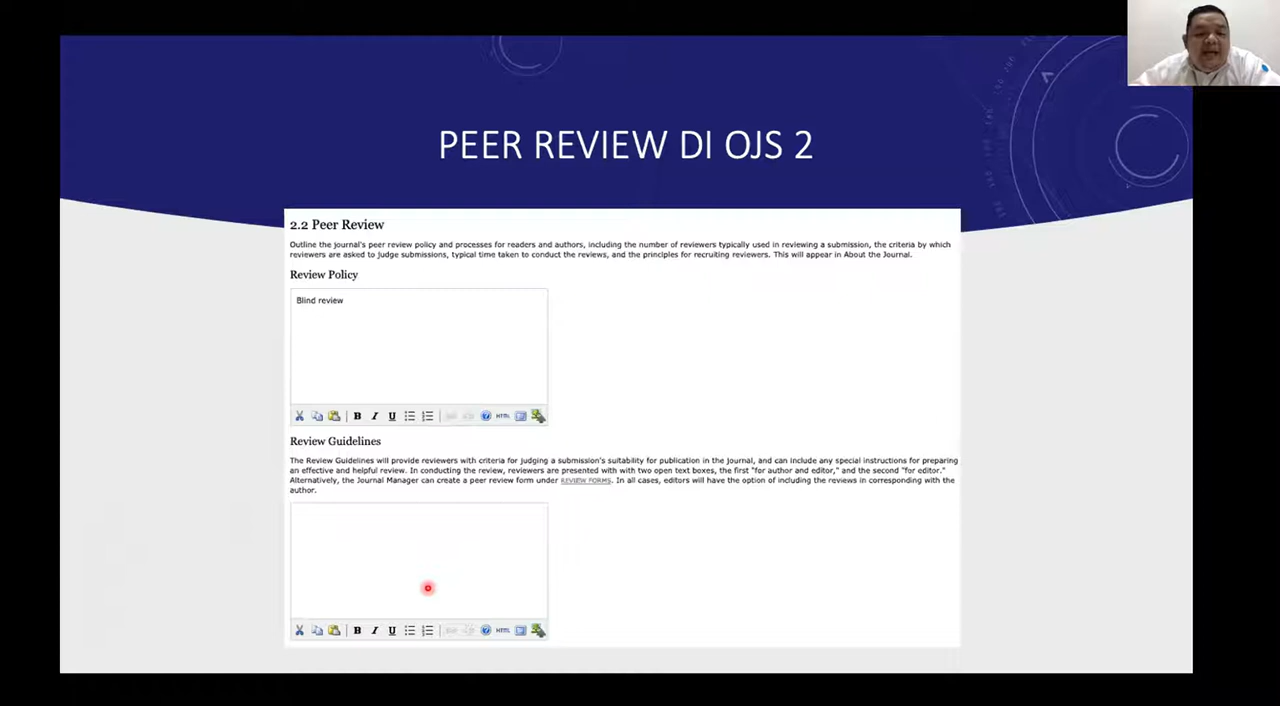 PEER REVIEW DI OJS 2
2.2 Peer Review
Outline the journal's peer review policy and processes for readers and authors, including the number of reviewers typically used in reviewing a submission, the criteria by which
reviewers are asked to judge submissions, typical time taken to conduct the reviews, and the principles for recruiting reviewers. This will appear in About the Journal.
Review Policy
Blind review
B I U HTML
Review Guidelines
The Review Guidelines will provide reviewers with criteria for judging a submission's suitability for publication in the journal, and can include any special instructions for preparing
an effective and helpful review. In conducting the review, reviewers are presented with with two open text boxes, the first "for author and editor," and the second "for editor."
Alternatively, the Journal Manager can create a peer review form under REVIEW FORMS. In all cases, editors will have the option of including the reviews in corresponding with the
author.
B I U HTML